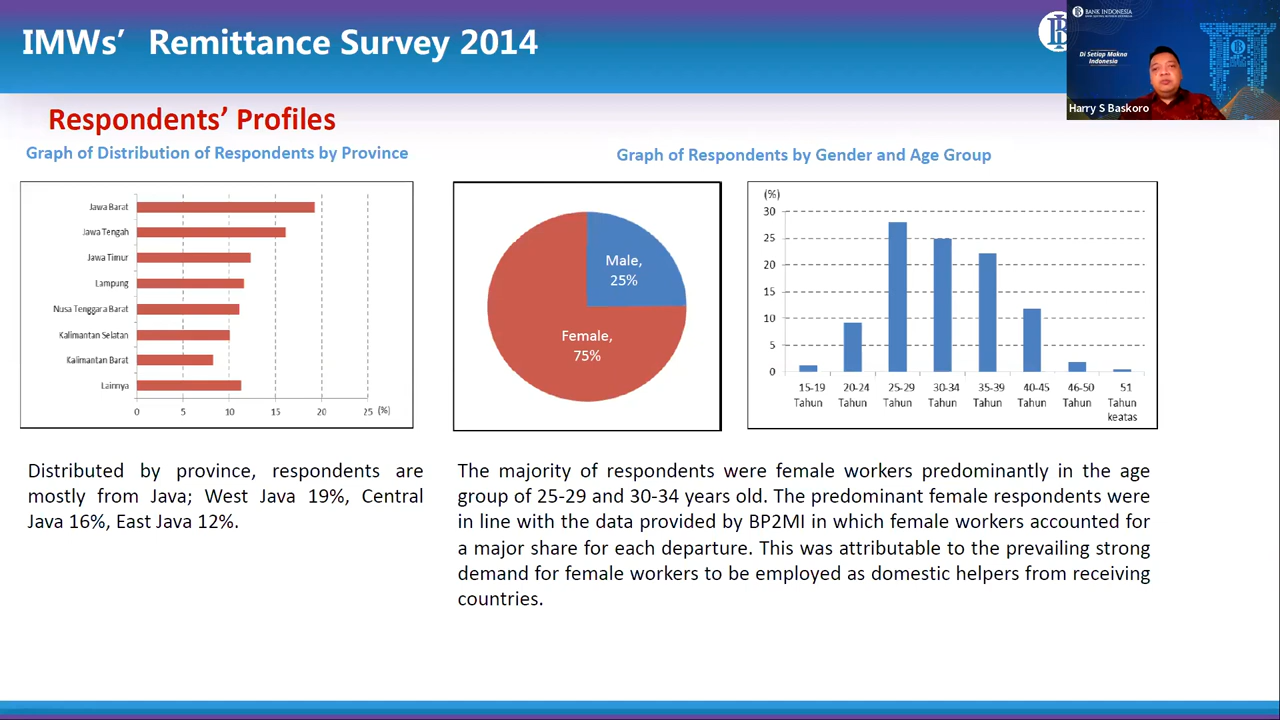 IMWs’ Remittance Survey 2014
BANK INDONESIA
Di Setiap Makna
Indonesia
Harry S Baskoro
Respondents’ Profiles
Graph of Distribution of Respondents by Province
Jawa Barat
Jawa Tengah
Jawa Timur
Lampung
Nusa Tenggara Barat
Kalimantan Selatan
Kalimantan Barat
Lainnya
0 5 10 15 20 25 (%)
Graph of Respondents by Gender and Age Group
Male,
25%
Female,
75%
(%)
30
25
20
15
10
5
0
15-19 20-24 25-29 30-34 35-39 40-45 46-50 51
Tahun Tahun Tahun Tahun Tahun Tahun Tahun Tahun
keatas
Distributed by province, respondents are
mostly from Java; West Java 19%, Central
Java 16%, East Java 12%.
The majority of respondents were female workers predominantly in the age
group of 25-29 and 30-34 years old. The predominant female respondents were
in line with the data provided by BP2MI in which female workers accounted for
a major share for each departure. This was attributable to the prevailing strong
demand for female workers to be employed as domestic helpers from receiving
countries.